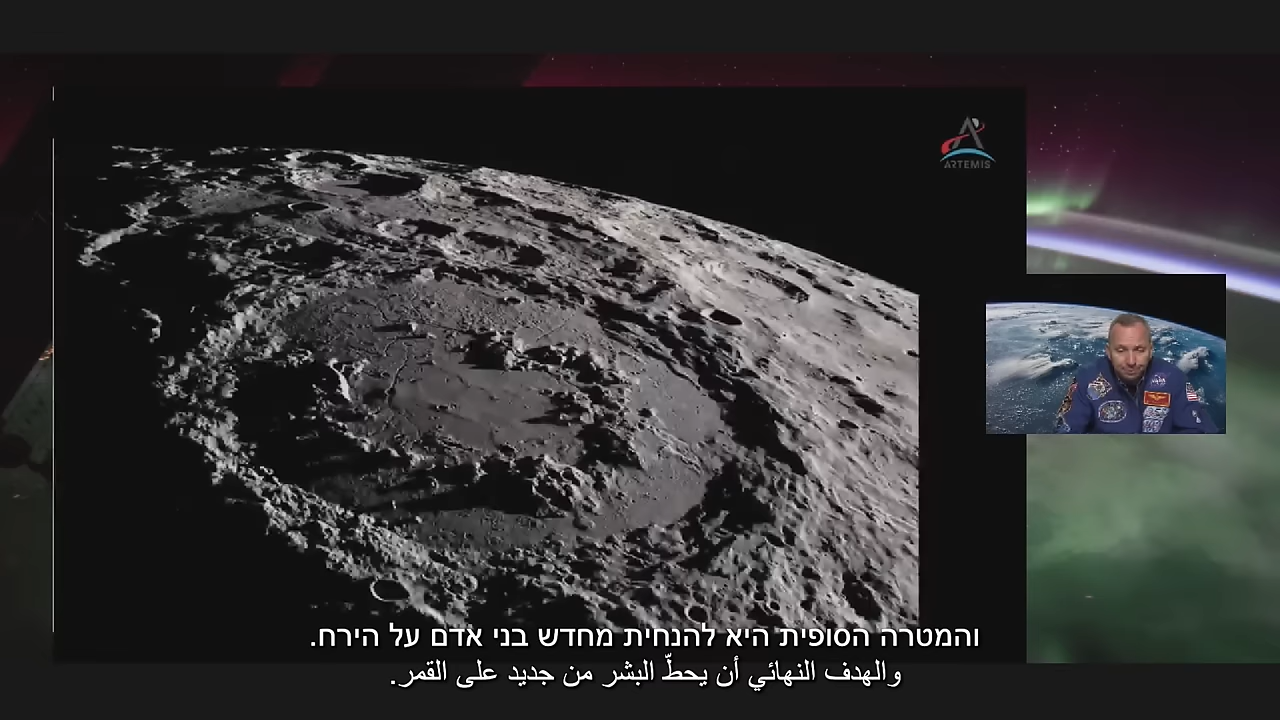 ARTEMIS
והמטרה הסופית היא להנחית מחדש בני אדם על הירח.
والهدف النهائي أن يحطّ البشر من جديد على القمر.